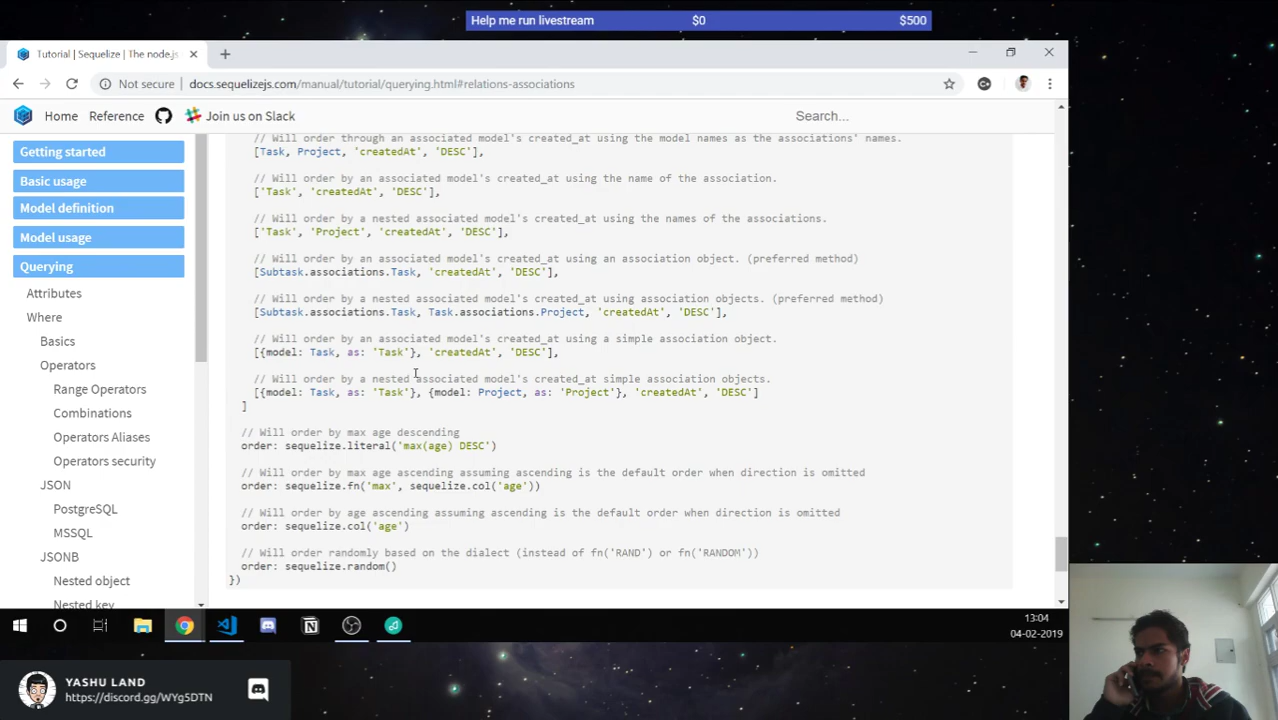 Help me run livestream $0 $500
Tutorial | Sequelize | The node.js
Not secure docs.sequelizejs.com/manual/tutorial/querying.html#relations-associations
Home Reference Join us on Slack Search...
Getting started
Basic usage
Model definition
Model usage
Querying
Attributes
Where
Basics
Operators
Range Operators
Combinations
Operators Aliases
Operators security
JSON
PostgreSQL
MSSQL
JSONB
Nested object
Nested key
// Will order through an associated model's created_at using the model names as the associations' names.
[Task, Project, 'createdAt', 'DESC'],
// Will order by an associated model's created_at using the name of the association.
['Task', 'createdAt', 'DESC'],
// Will order by a nested associated model's created_at using the names of the associations.
['Task', 'Project', 'createdAt', 'DESC'],
// Will order by an associated model's created_at using an association object. (preferred method)
[Subtask.associations.Task, 'createdAt', 'DESC'],
// Will order by a nested associated model's created_at using association objects. (preferred method)
[Subtask.associations.Task, Task.associations.Project, 'createdAt', 'DESC'],
// Will order by an associated model's created_at using a simple association object.
[{model: Task, as: 'Task'}, 'createdAt', 'DESC'],
// Will order by a nested associated model's created_at simple association objects.
[{model: Task, as: 'Task'}, {model: Project, as: 'Project'}, 'createdAt', 'DESC']
]
// Will order by max age descending
order: sequelize.literal('max(age) DESC')
// Will order by max age ascending assuming ascending is the default order when direction is omitted
order: sequelize.fn('max', sequelize.col('age'))
// Will order by age ascending assuming ascending is the default order when direction is omitted
order: sequelize.col('age')
// Will order randomly based on the dialect (instead of fn('RAND') or fn('RANDOM'))
order: sequelize.random()
})
13:04
04-02-2019
YASHU LAND
https://discord.gg/WYg5DTN